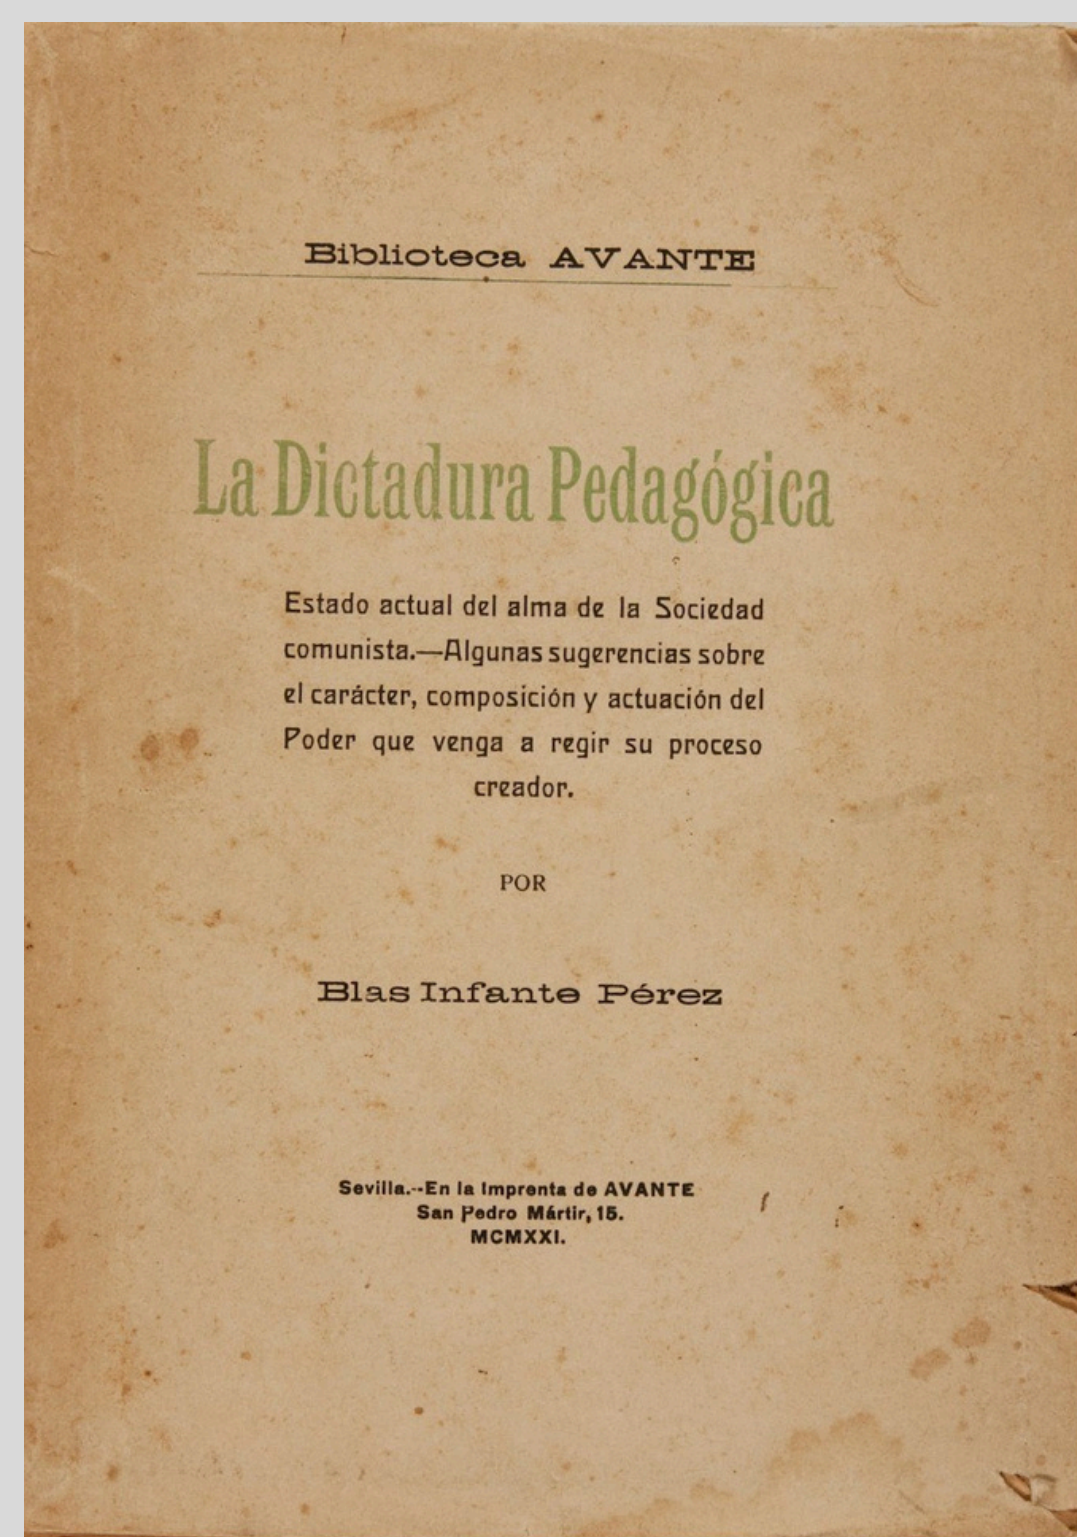 Biblioteca AVANTE
La Dictadura Pedagógica
Estado actual del alma de la Sociedad
comunista.—Algunas sugerencias sobre
el carácter, composición y actuación del
Poder que venga a regir su proceso
creador.
POR
Blas Infante Pérez
Sevilla.--En la Imprenta de AVANTE
San Pedro Mártir, 15.
MCMXXI.